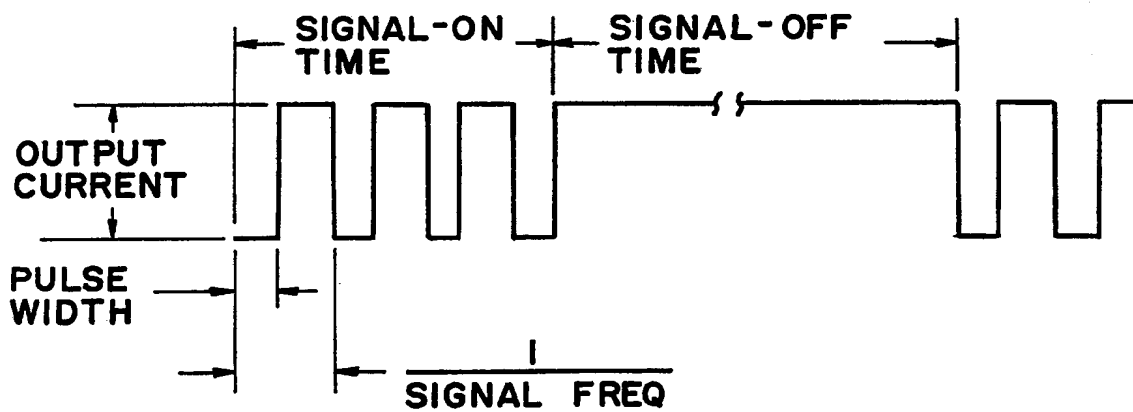 SIGNAL-ON
TIME
SIGNAL-OFF
TIME
OUTPUT
CURRENT
PULSE
WIDTH
1
SIGNAL FREQ